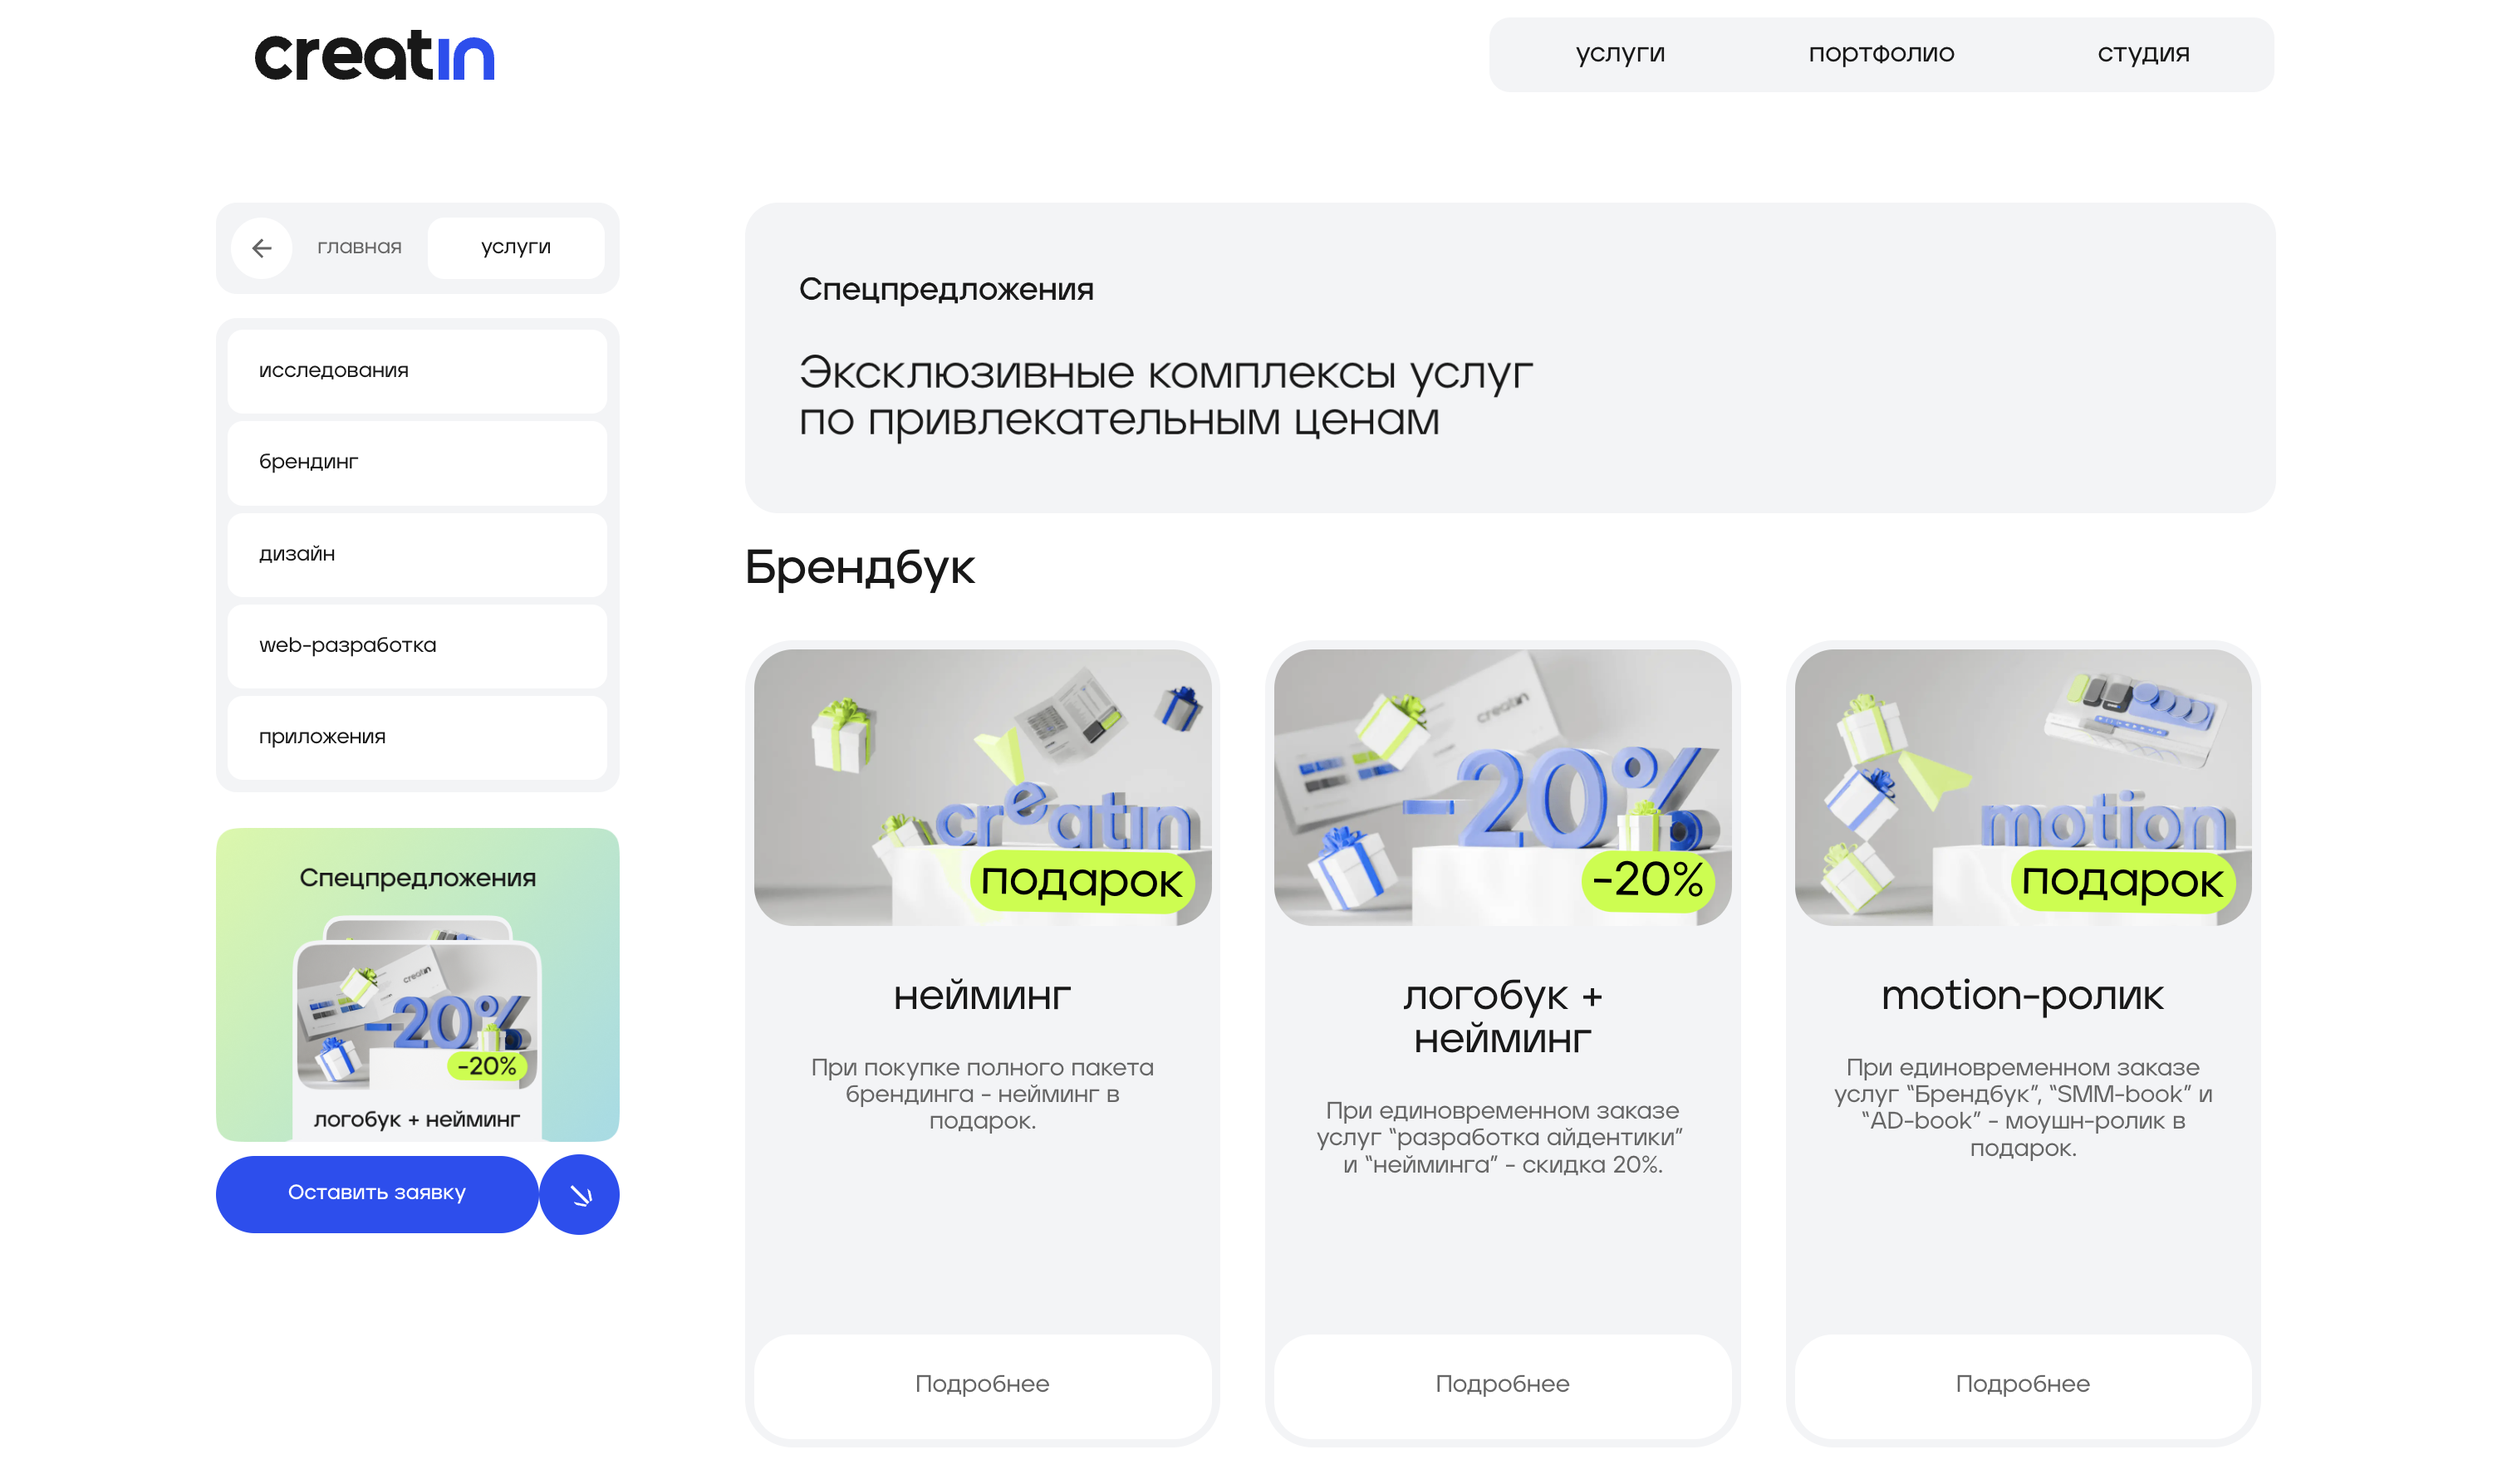 creatin
услуги
портфолио
студия
главная
услуги
исследования
брендинг
дизайн
web-разработка
приложения
Спецпредложения
creatin
-20%
-20%
логобук + нейминг
Оставить заявку
Спецпредложения
Эксклюзивные комплексы услуг
по привлекательным ценам
Брендбук
creatin
подарок
нейминг
При покупке полного пакета
брендинга - нейминг в
подарок.
Подробнее
creatin
-20%
-20%
логобук +
нейминг
При единовременном заказе
услуг “разработка айдентики”
и “нейминга” - скидка 20%.
Подробнее
motion
подарок
motion-ролик
При единовременном заказе
услуг “Брендбук”, “SMM-book” и
“AD-book” - моушн-ролик в
подарок.
Подробнее